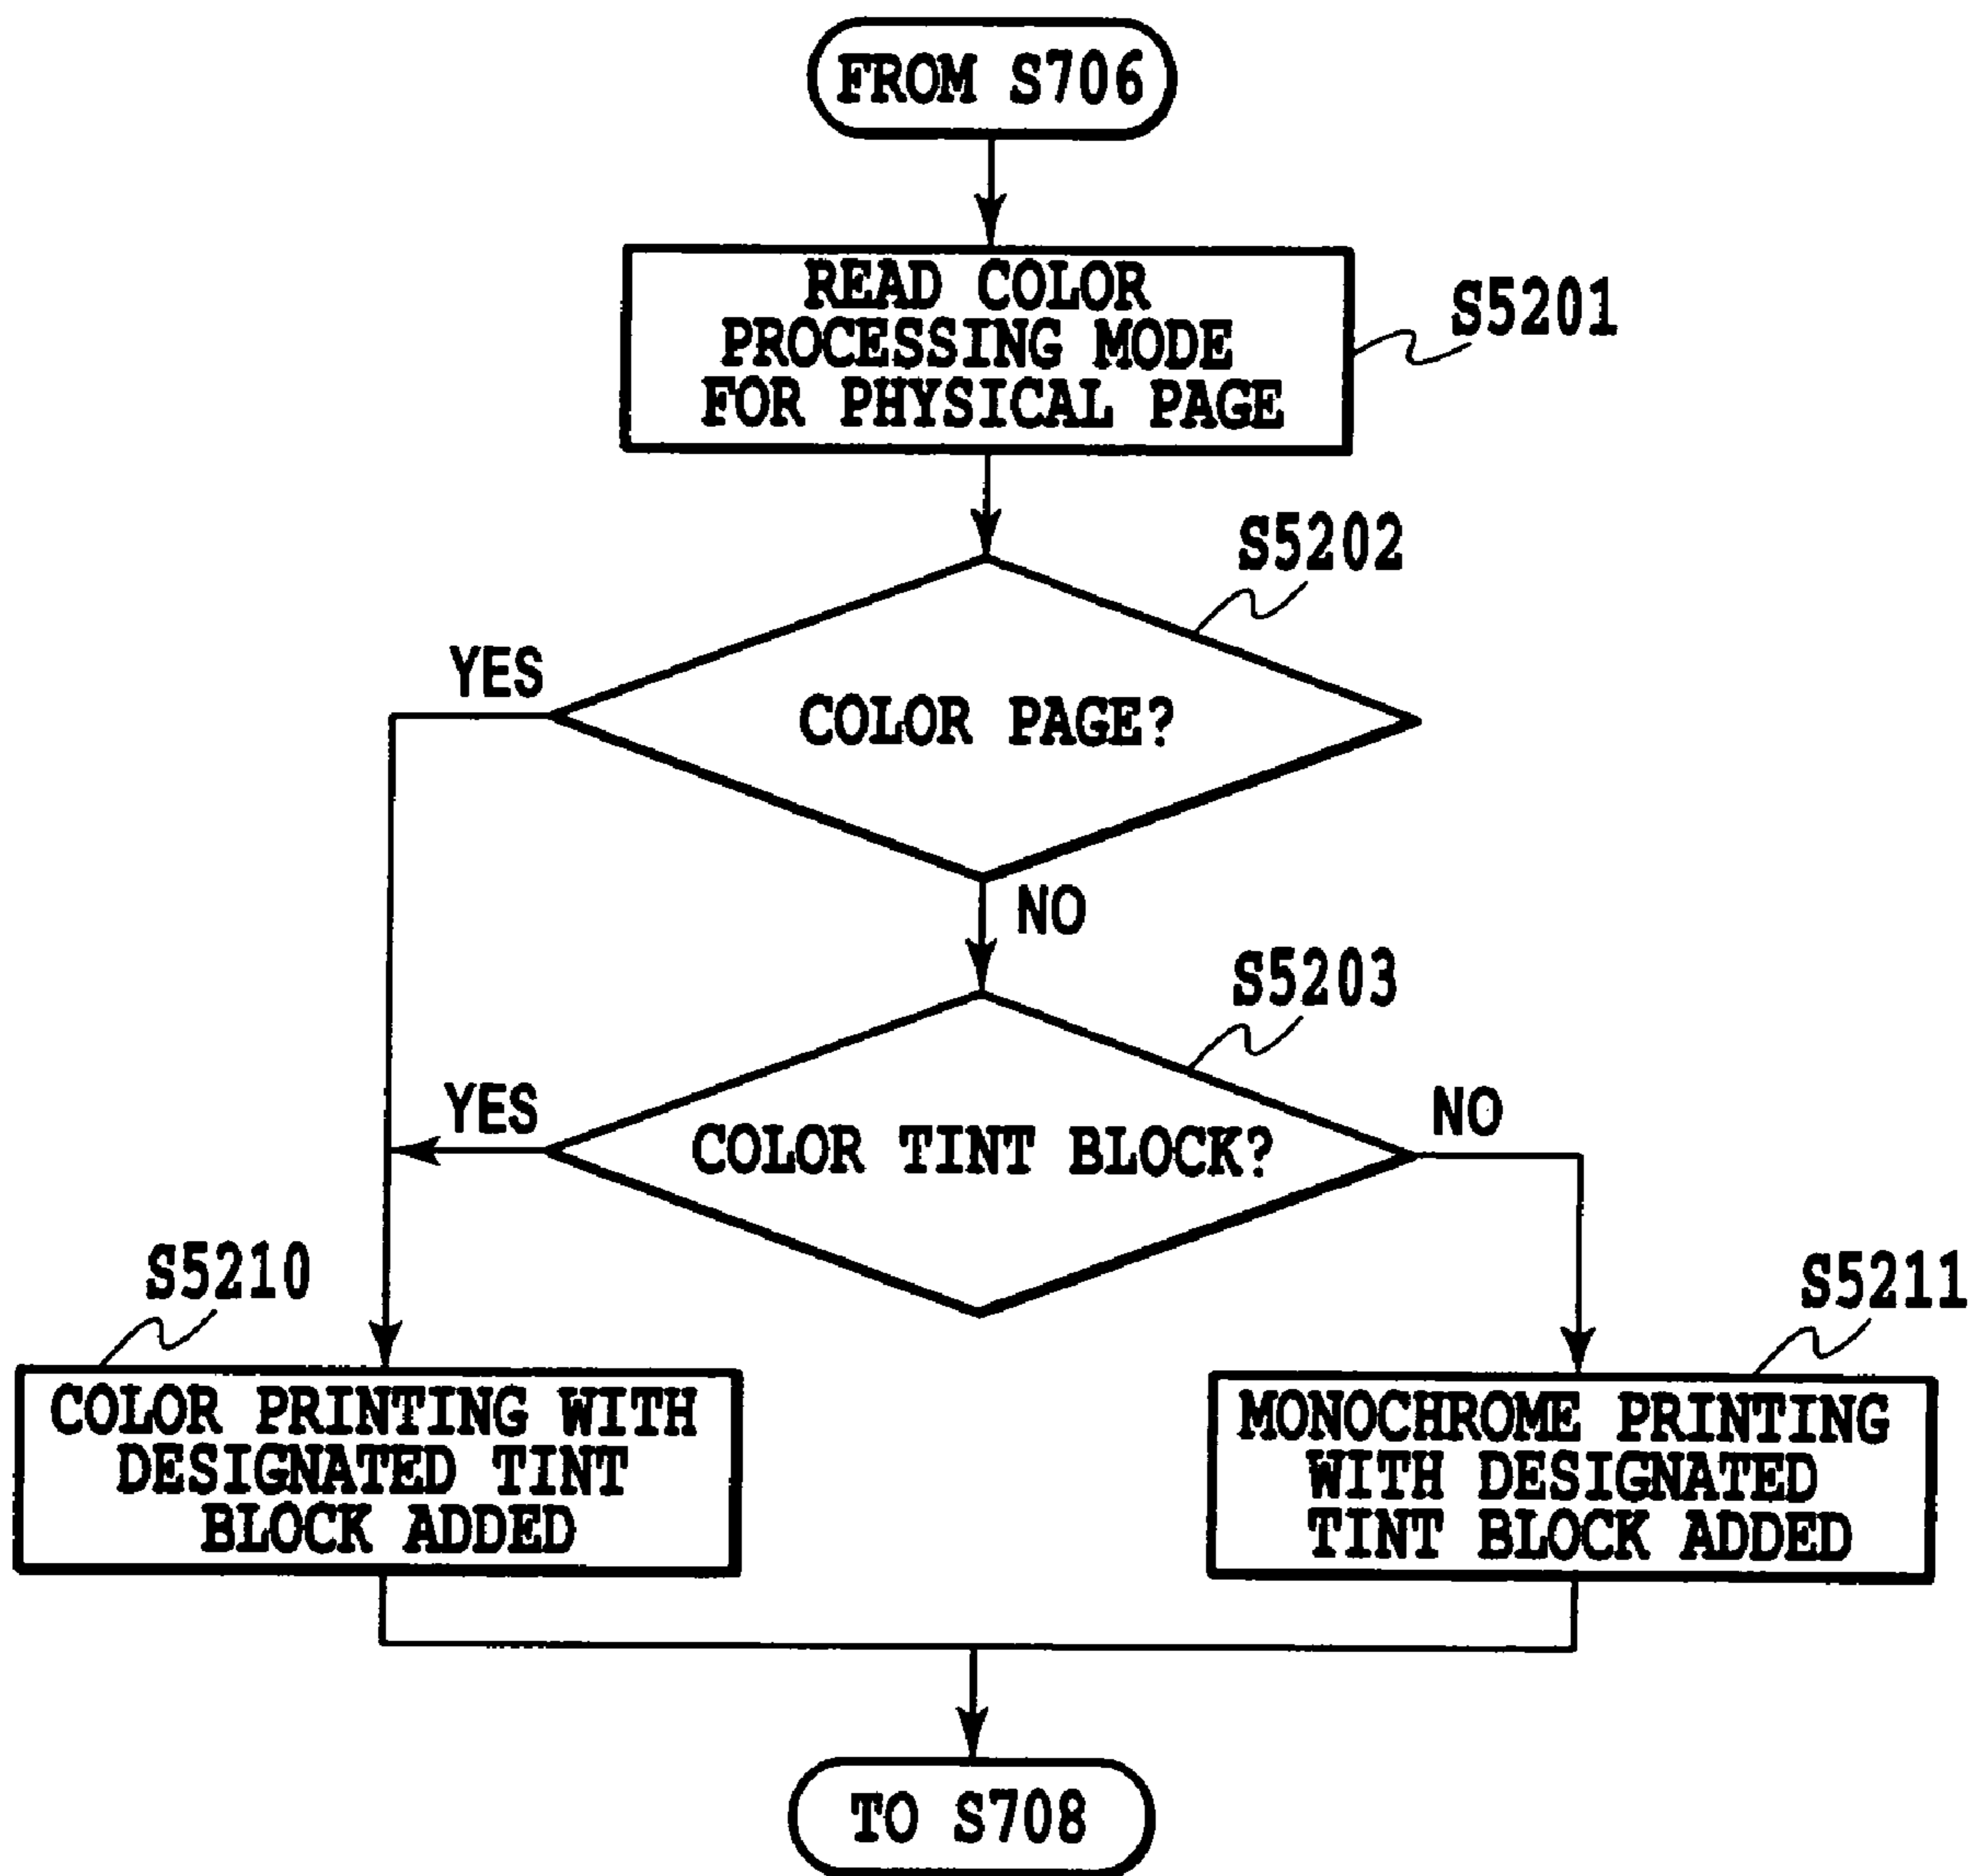 FROM S706
READ COLOR
PROCESSING MODE
FOR PHYSICAL PAGE
S5201
S5202
YES
COLOR PAGE?
NO
S5203
YES
COLOR TINT BLOCK?
NO
S5210
COLOR PRINTING WITH
DESIGNATED TINT
BLOCK ADDED
S5211
MONOCHROME PRINTING
WITH DESIGNATED
TINT BLOCK ADDED
TO S708